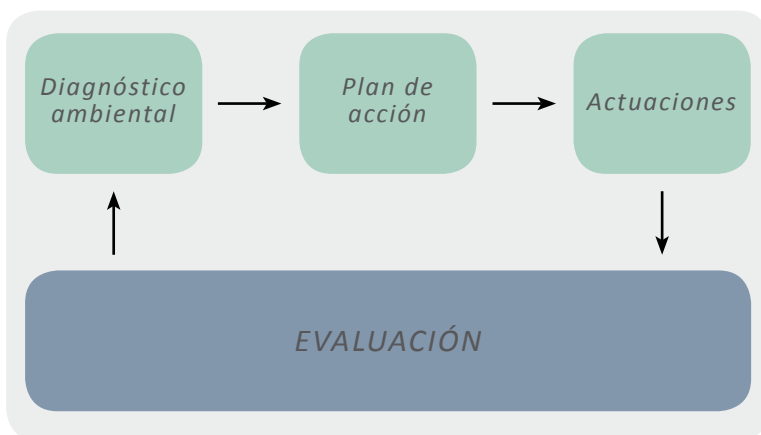 Diagnóstico
ambiental
Plan de
acción
Actuaciones
EVALUACIÓN